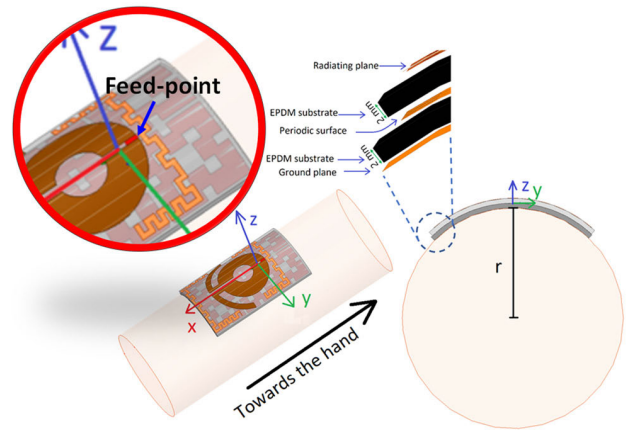 Z
Feed-point
Radiating plane
EPDM substrate
2 mm
Periodic surface
EPDM substrate
2 mm
Ground plane
z
y
x
Towards the hand
z
y
r